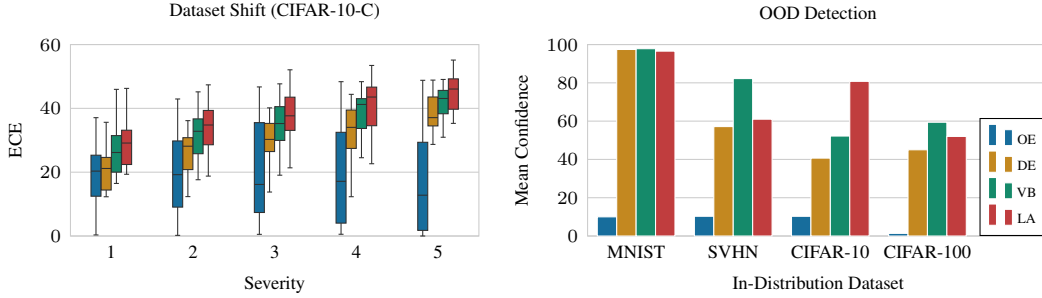 Dataset Shift (CIFAR-10-C)
60
40
20
0
ECE
1 2 3 4 5
Severity
OOD Detection
100
80
60
40
20
0
Mean Confidence
MNIST SVHN CIFAR-10 CIFAR-100
In-Distribution Dataset
OE
DE
VB
LA